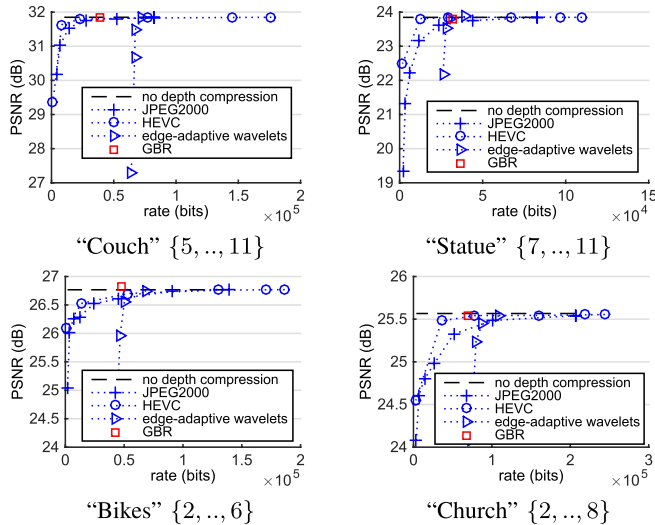 32
31
30
29
28
27
PSNR (dB)
no depth compression
JPEG2000
HEVC
edge-adaptive wavelets
GBR
0 0.5 1 1.5 2
rate (bits)
×10^5
"Couch" {5, .., 11}
24
23
22
21
20
19
PSNR (dB)
no depth compression
JPEG2000
HEVC
edge-adaptive wavelets
GBR
0 5 10 15
rate (bits)
×10^4
"Statue" {7, .., 11}
27
26.5
26
25.5
25
24.5
24
PSNR (dB)
no depth compression
JPEG2000
HEVC
edge-adaptive wavelets
GBR
0 0.5 1 1.5 2
rate (bits)
×10^5
"Bikes" {2, .., 6}
26
25.5
25
24.5
24
PSNR (dB)
no depth compression
JPEG2000
HEVC
edge-adaptive wavelets
GBR
0 1 2 3
rate (bits)
×10^5
"Church" {2, .., 8}